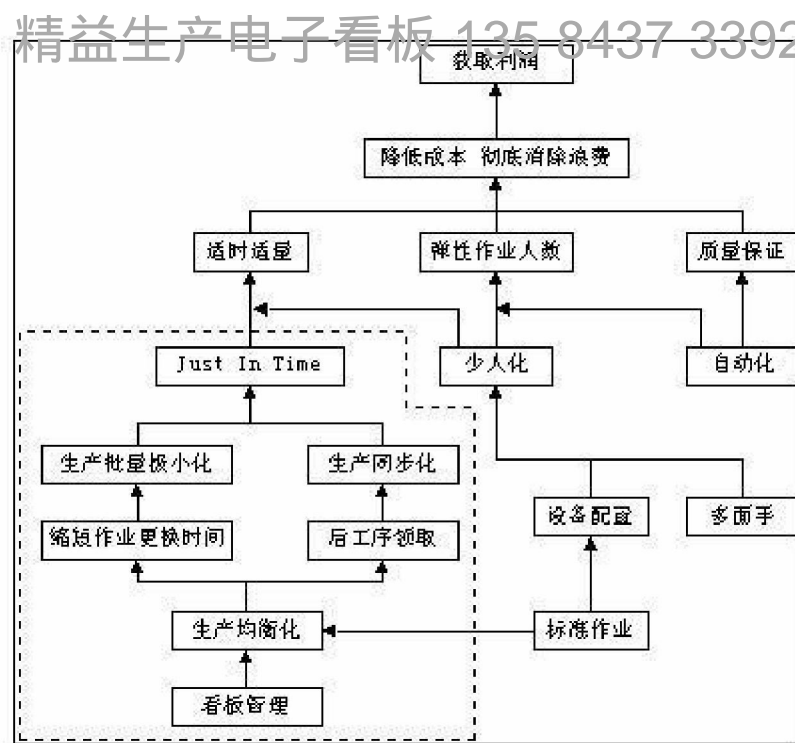 精益生产电子看板 135 8437 3392
获取利润
降低成本 彻底消除浪费
适时适量
弹性作业人数
质量保证
Just In Time
少人化
自动化
生产批量极小化
生产同步化
设备配置
多面手
缩短作业更换时间
后工序领取
生产均衡化
标准作业
看板管理